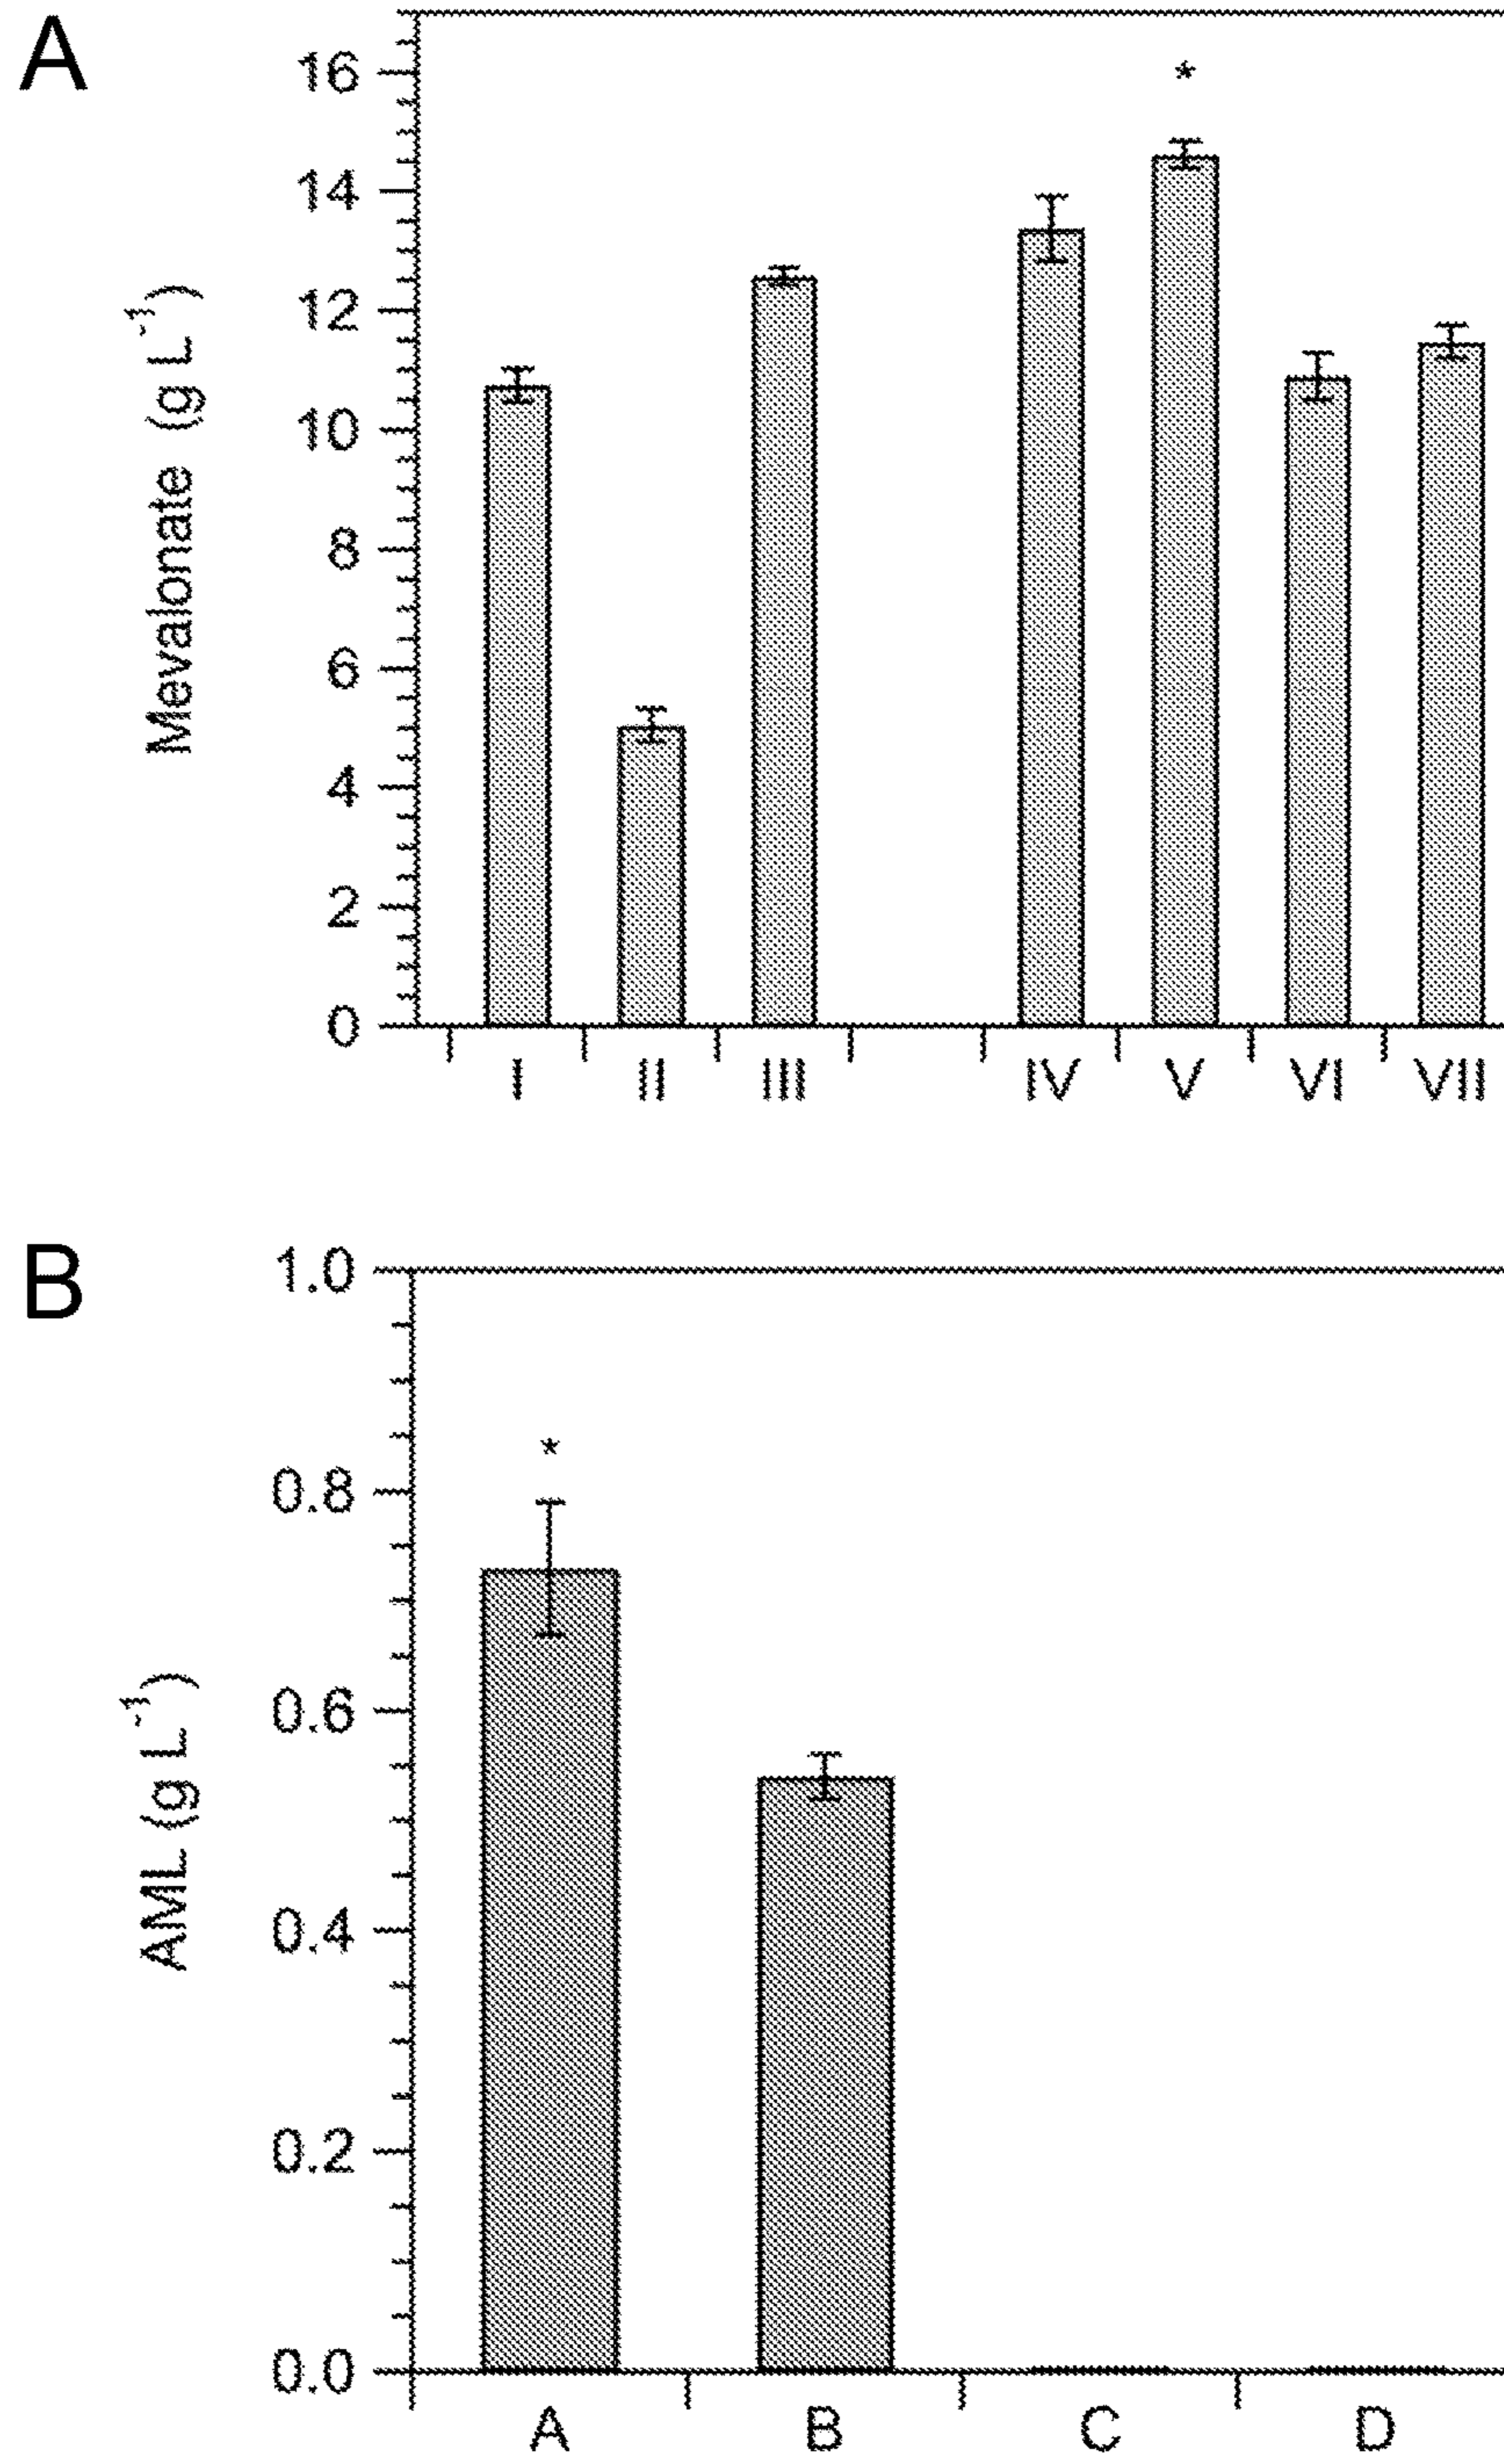 A
16
*
14
12
10
8
6
4
2
0
Mevalonate (g L⁻¹)
I II III IV V VI VII
B
1.0
*
0.8
0.6
0.4
0.2
0.0
AML (g L⁻¹)
A B C D